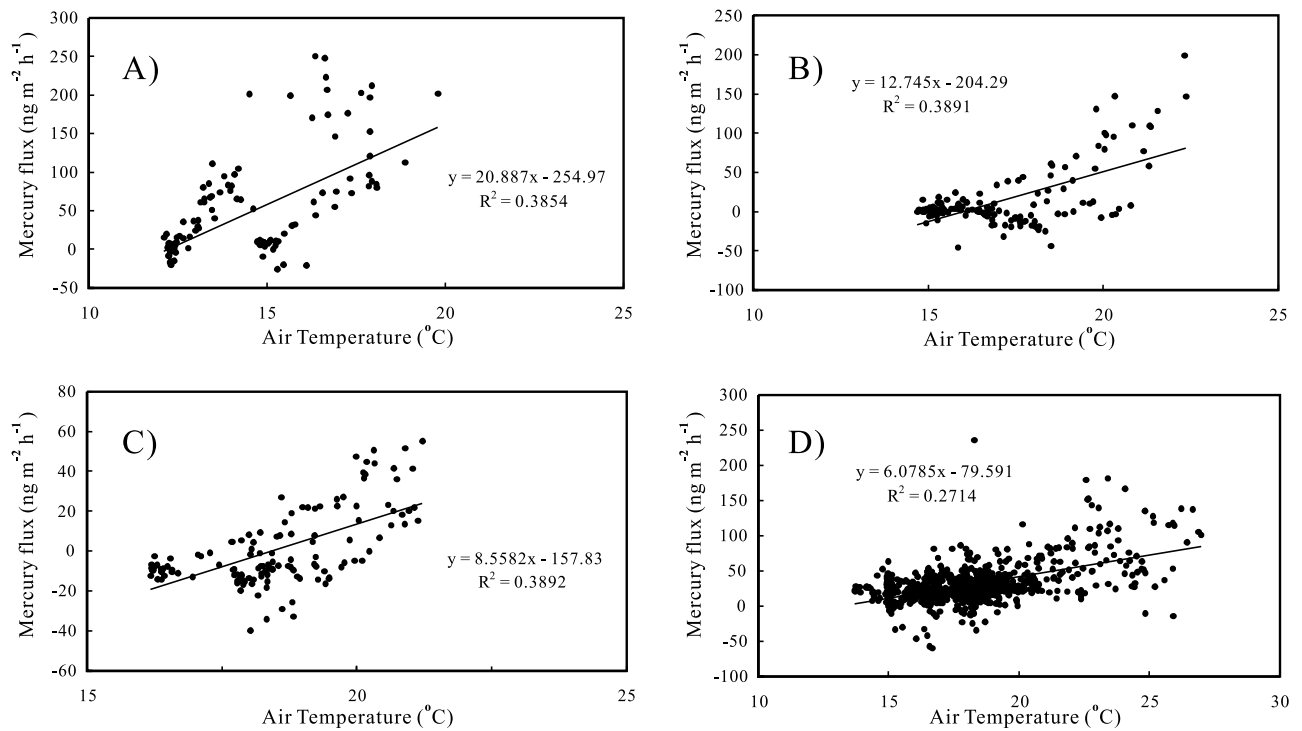 A)
Mercury flux (ng m⁻² h⁻¹)
300
250
200
150
100
50
0
-50
y = 20.887x - 254.97
R² = 0.3854
10 15 20 25
Air Temperature (°C)
B)
Mercury flux (ng m⁻² h⁻¹)
250
200
150
100
50
0
-50
-100
y = 12.745x - 204.29
R² = 0.3891
10 15 20 25
Air Temperature (°C)
C)
Mercury flux (ng m⁻² h⁻¹)
80
60
40
20
0
-20
-40
-60
y = 8.5582x - 157.83
R² = 0.3892
15 20 25
Air Temperature (°C)
D)
Mercury flux (ng m⁻² h⁻¹)
300
250
200
150
100
50
0
-50
-100
y = 6.0785x - 79.591
R² = 0.2714
10 15 20 25 30
Air Temperature (°C)